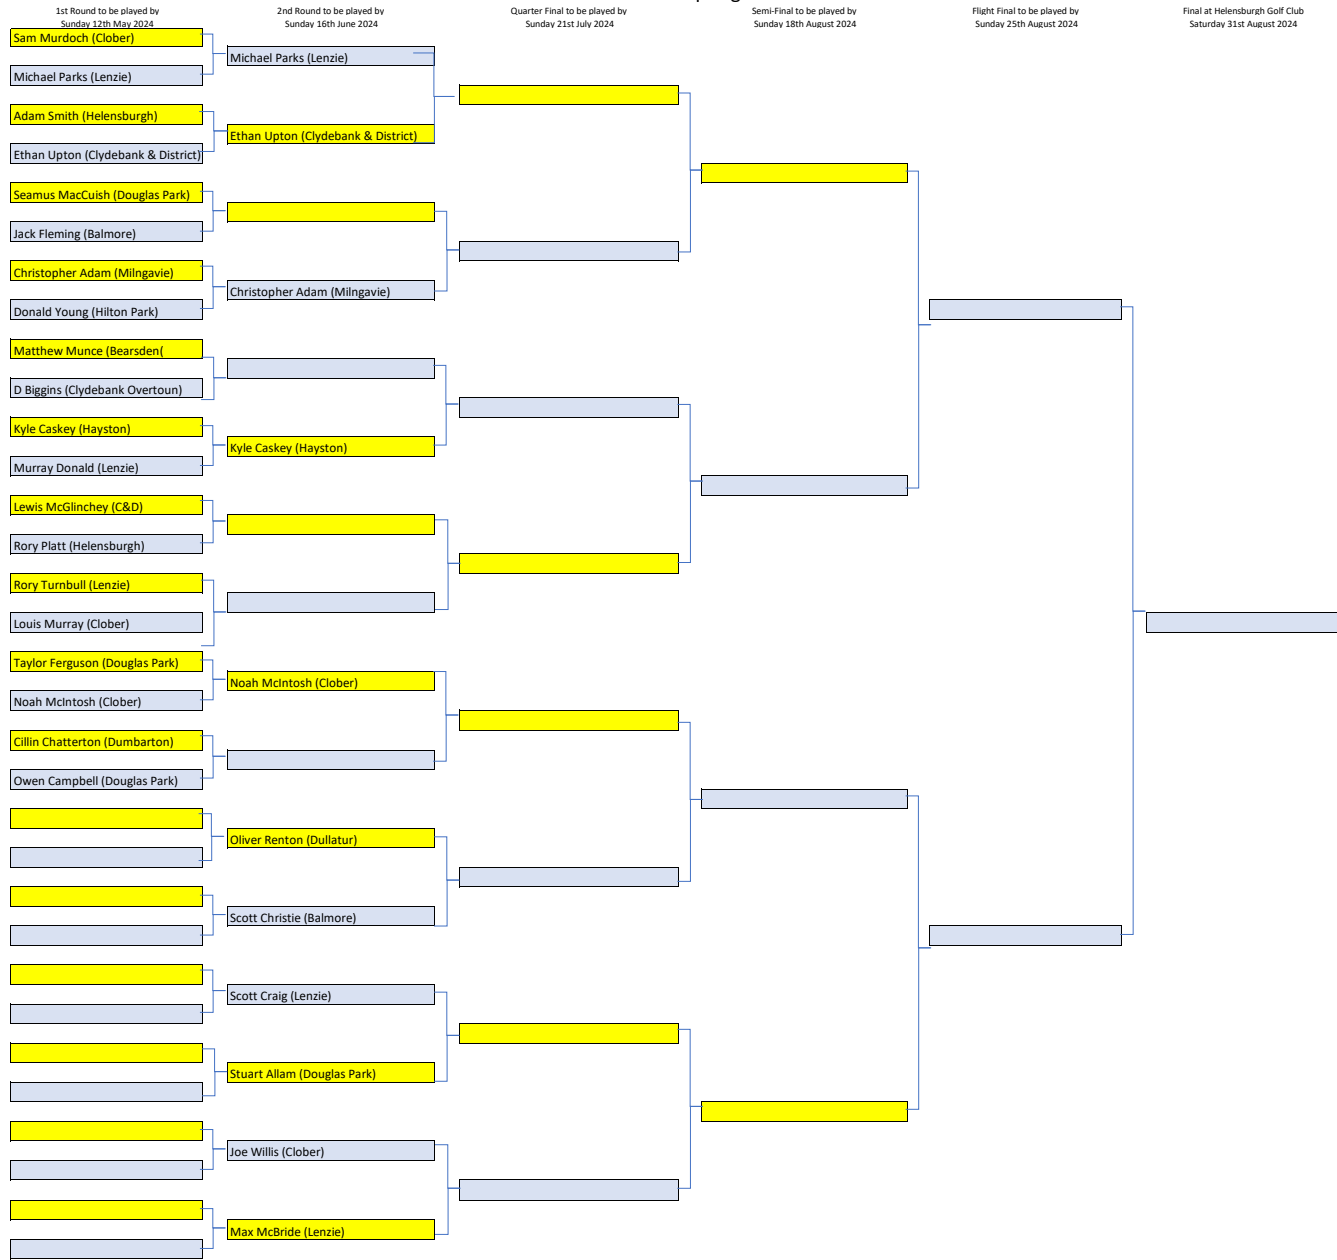 1st Round to be played by
Sunday 12th May 2024
2nd Round to be played by
Sunday 16th June 2024
Quarter Final to be played by
Sunday 21st July 2024
Semi-Final to be played by
Sunday 18th August 2024
Flight Final to be played by
Sunday 25th August 2024
Final at Helensburgh Golf Club
Saturday 31st August 2024
Sam Murdoch (Clober)
Michael Parks (Lenzie)
Adam Smith (Helensburgh)
Ethan Upton (Clydebank & District)
Seamus MacCuish (Douglas Park)
Jack Fleming (Balmore)
Christopher Adam (Milngavie)
Donald Young (Hilton Park)
Matthew Munce (Bearsden(
D Biggins (Clydebank Overtoun)
Kyle Caskey (Hayston)
Murray Donald (Lenzie)
Lewis McGlinchey (C&D)
Rory Platt (Helensburgh)
Rory Turnbull (Lenzie)
Louis Murray (Clober)
Taylor Ferguson (Douglas Park)
Noah McIntosh (Clober)
Cillin Chatterton (Dumbarton)
Owen Campbell (Douglas Park)
Michael Parks (Lenzie)
Ethan Upton (Clydebank & District)
Christopher Adam (Milngavie)
Kyle Caskey (Hayston)
Noah McIntosh (Clober)
Oliver Renton (Dullatur)
Scott Christie (Balmore)
Scott Craig (Lenzie)
Stuart Allam (Douglas Park)
Joe Willis (Clober)
Max McBride (Lenzie)